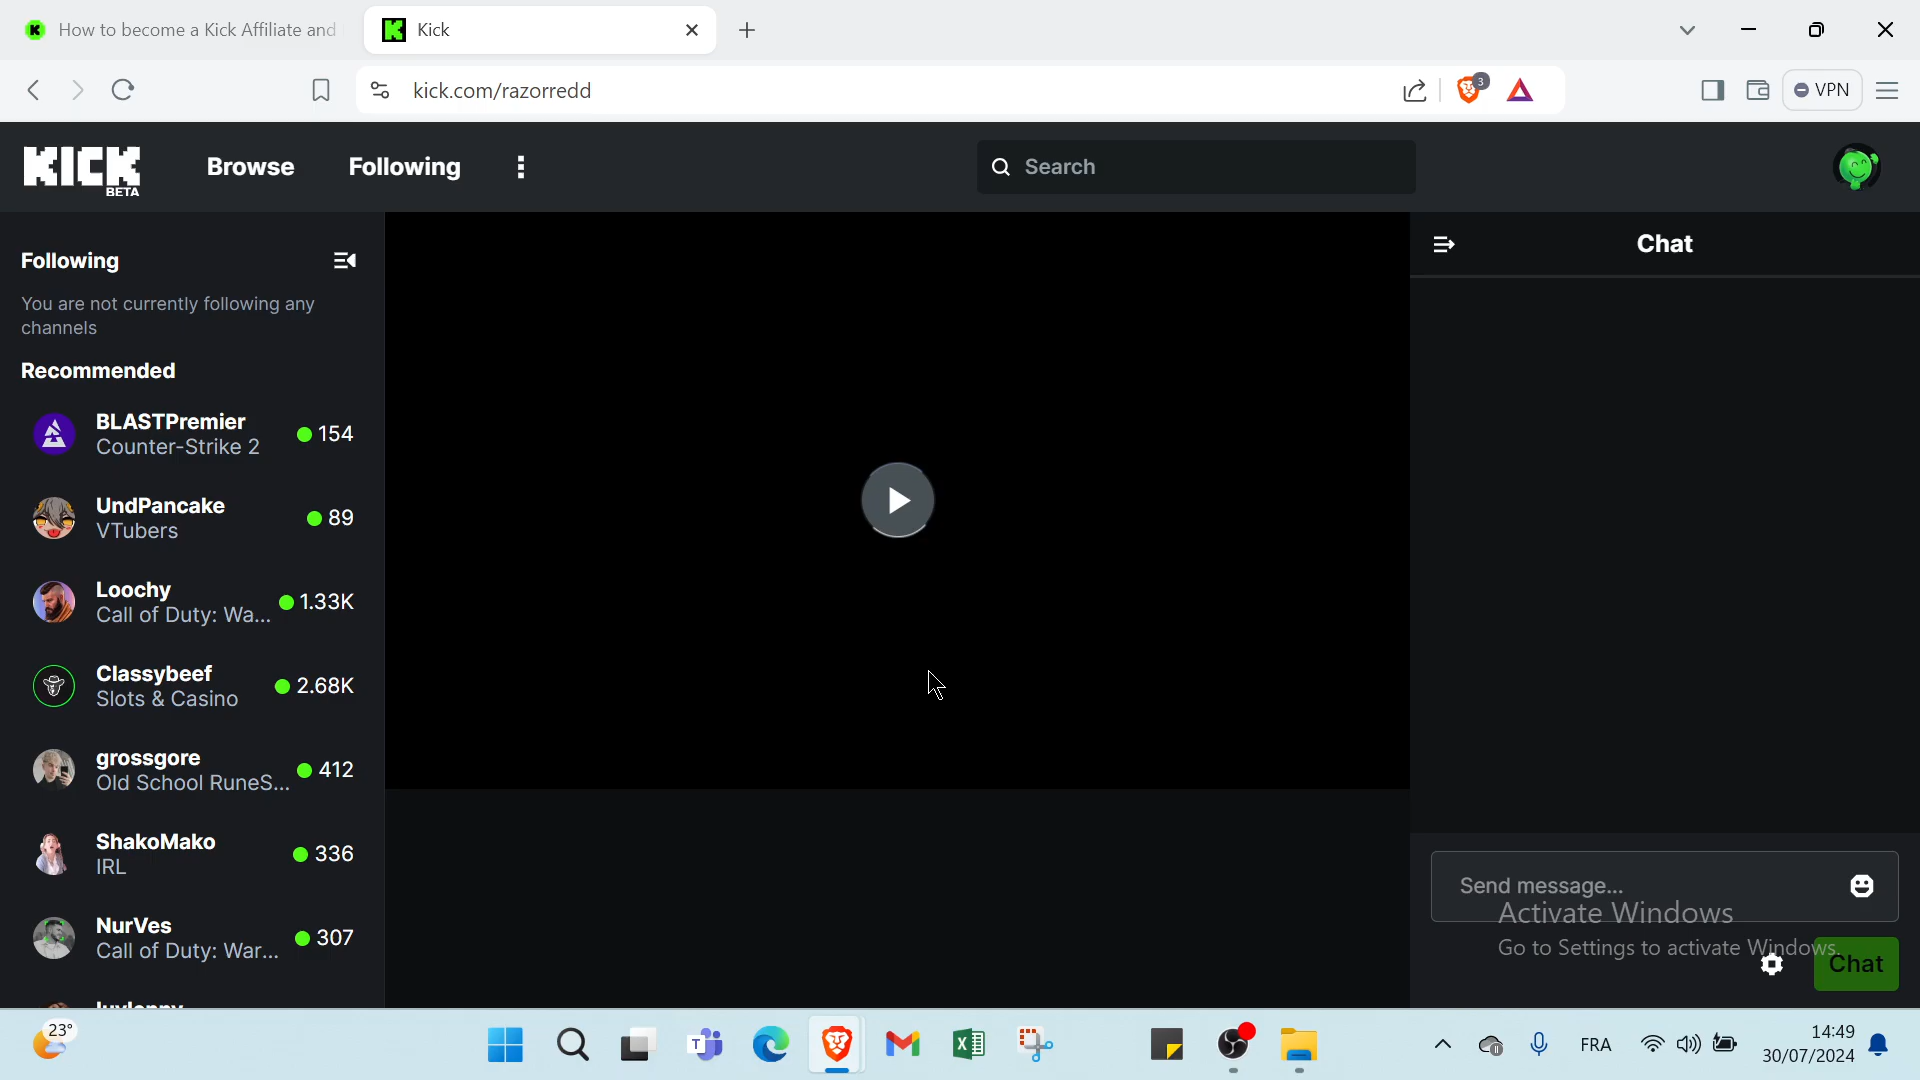 How to become a Kick Affiliate and
Kick
kick.com/razorredd
3
VPN
KICK
BETA
Browse
Following
Search
Following
You are not currently following any
channels
Recommended
BLASTPremier
Counter-Strike 2
154
UndPancake
VTubers
89
Loochy
Call of Duty: Wa...
1.33K
Classybeef
Slots & Casino
2.68K
grossgore
Old School RuneS...
412
ShakoMako
IRL
336
NurVes
Call of Duty: War...
307
Chat
Send message...
Activate Windows
Go to Settings to activate Windows.
Chat
23°
FRA
14:49
30/07/2024